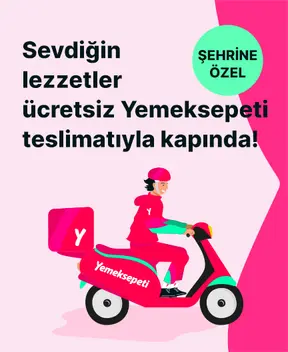 Sevdiğin
lezzetler
ücretsiz Yemeksepeti
teslimatıyla kapında!
ŞEHRİNE
ÖZEL
Y
Yemeksepeti